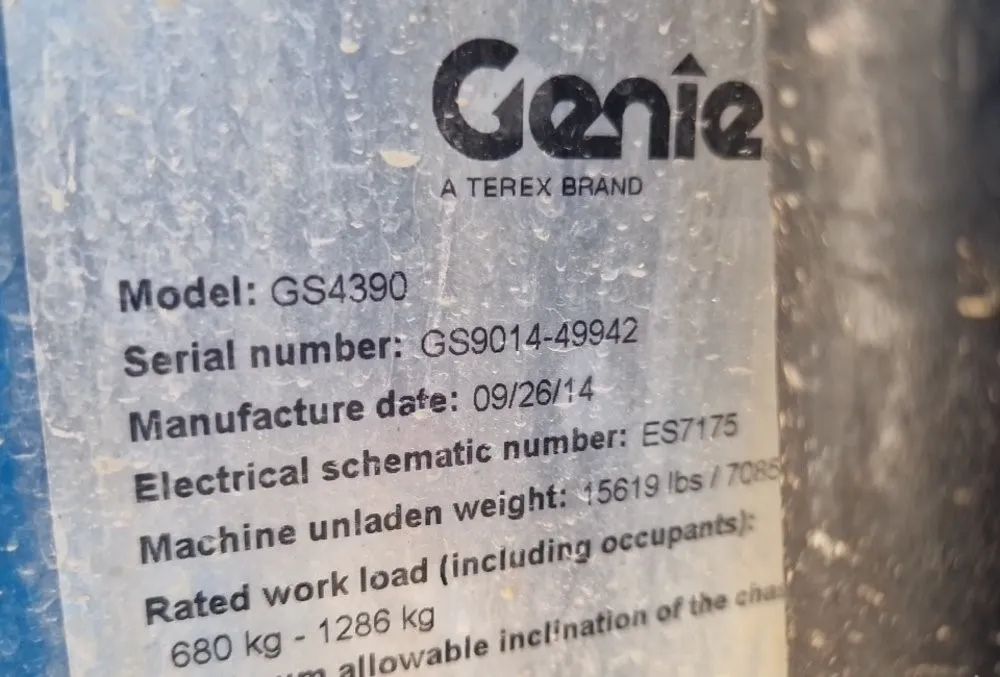 Genie
A TEREX BRAND
Model: GS4390
Serial number: GS9014-49942
Manufacture date: 09/26/14
Electrical schematic number: ES7175
Machine unladen weight: 15619 lbs / 7085
Rated work load (including occupants):
680 kg - 1286 kg
allowable inclination of the